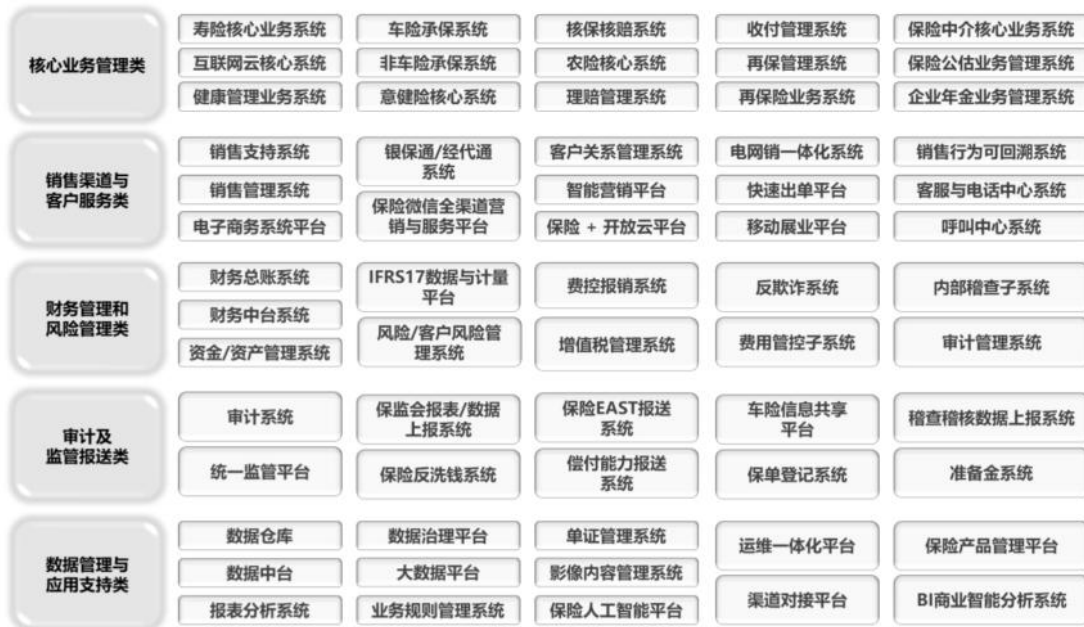 核心业务管理类
寿险核心业务系统
车险承保系统
核保核赔系统
收付管理系统
保险中介核心业务系统
互联网云核心系统
非车险承保系统
农险核心系统
再保管理系统
保险公估业务管理系统
健康管理业务系统
意健险核心系统
理赔管理系统
再保险业务系统
企业年金业务管理系统
销售渠道与
客户服务类
销售支持系统
银保通/经代通
系统
客户关系管理系统
电网销一体化系统
销售行为可回溯系统
销售管理系统
保险微信全渠道营
销与服务平台
智能营销平台
快速出单平台
客服与电话中心系统
电子商务系统平台
保险 + 开放云平台
移动展业平台
呼叫中心系统
财务管理和
风险管理类
财务总账系统
IFRS17数据与计量
平台
费控报销系统
反欺诈系统
内部稽查子系统
财务中台系统
风险/客户风险管
理系统
增值税管理系统
费用管控子系统
审计管理系统
资金/资产管理系统
审计及
监管报送类
审计系统
保监会报表/数据
上报系统
保险EAST报送
系统
车险信息共享
平台
稽查稽核数据上报系统
统一监管平台
保险反洗钱系统
偿付能力报送
系统
保单登记系统
准备金系统
数据管理与
应用支持类
数据仓库
数据治理平台
单证管理系统
运维一体化平台
保险产品管理平台
数据中台
大数据平台
影像内容管理系统
渠道对接平台
BI商业智能分析系统
报表分析系统
业务规则管理系统
保险人工智能平台